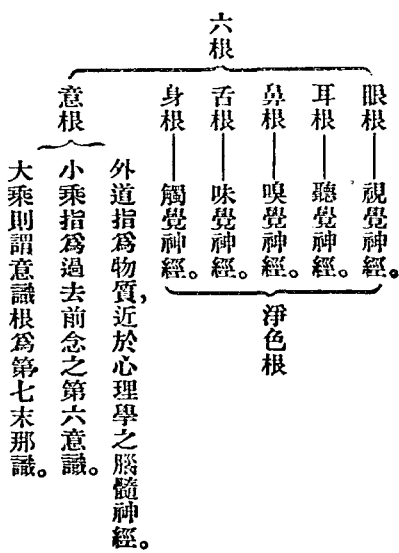 六根
眼根——視覺神經。
耳根——聽覺神經。
鼻根——嗅覺神經。
舌根——味覺神經。
身根——觸覺神經。
淨色根
意根
外道指為物質，近於心理學之腦髓神經。
小乘指為過去前念之第六意識。
大乘則謂意識根為第七末那識。